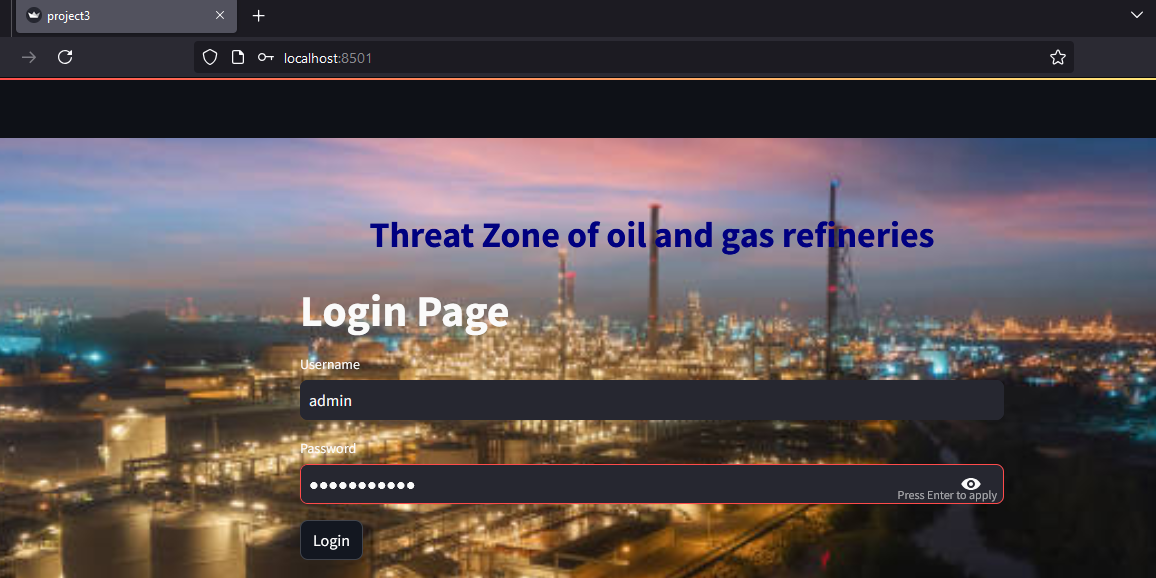 project3
localhost:8501
Threat Zone of oil and gas refineries
Login Page
Username
admin
Password
●●●●●●●●●●●
Press Enter to apply
Login